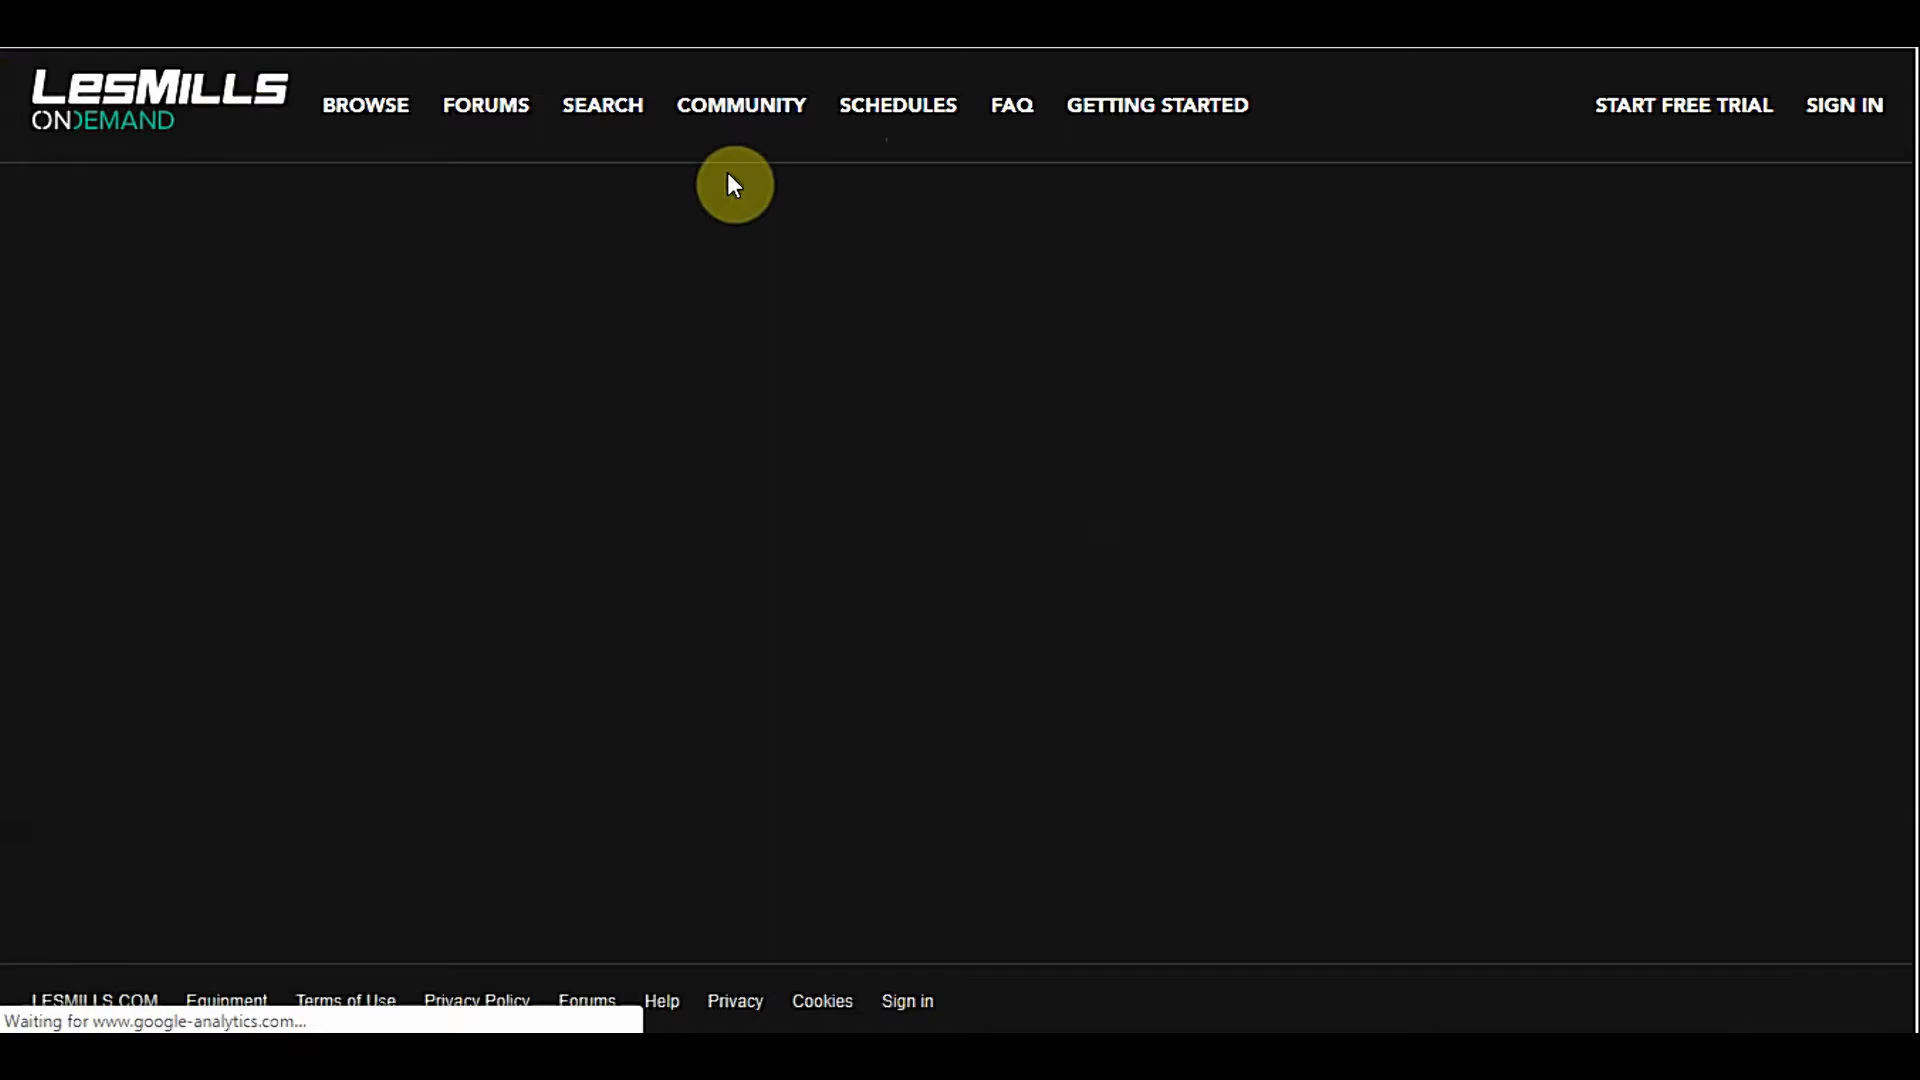 LESMILLS
ONDEMAND
BROWSE FORUMS SEARCH COMMUNITY SCHEDULES FAQ GETTING STARTED START FREE TRIAL SIGN IN
LESMILLS.COM Equipment Terms of Use Privacy Policy Forums Help Privacy Cookies Sign in
Waiting for www.google-analytics.com...